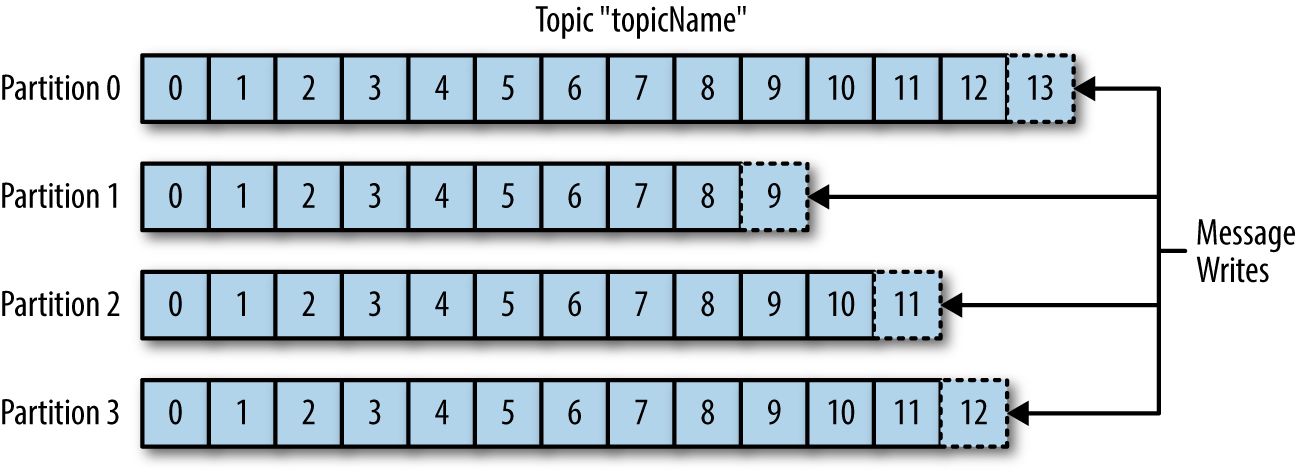 Topic "topicName"
Partition 0 0 1 2 3 4 5 6 7 8 9 10 11 12 13
Partition 1 0 1 2 3 4 5 6 7 8 9
Partition 2 0 1 2 3 4 5 6 7 8 9 10 11
Partition 3 0 1 2 3 4 5 6 7 8 9 10 11 12
Message
Writes